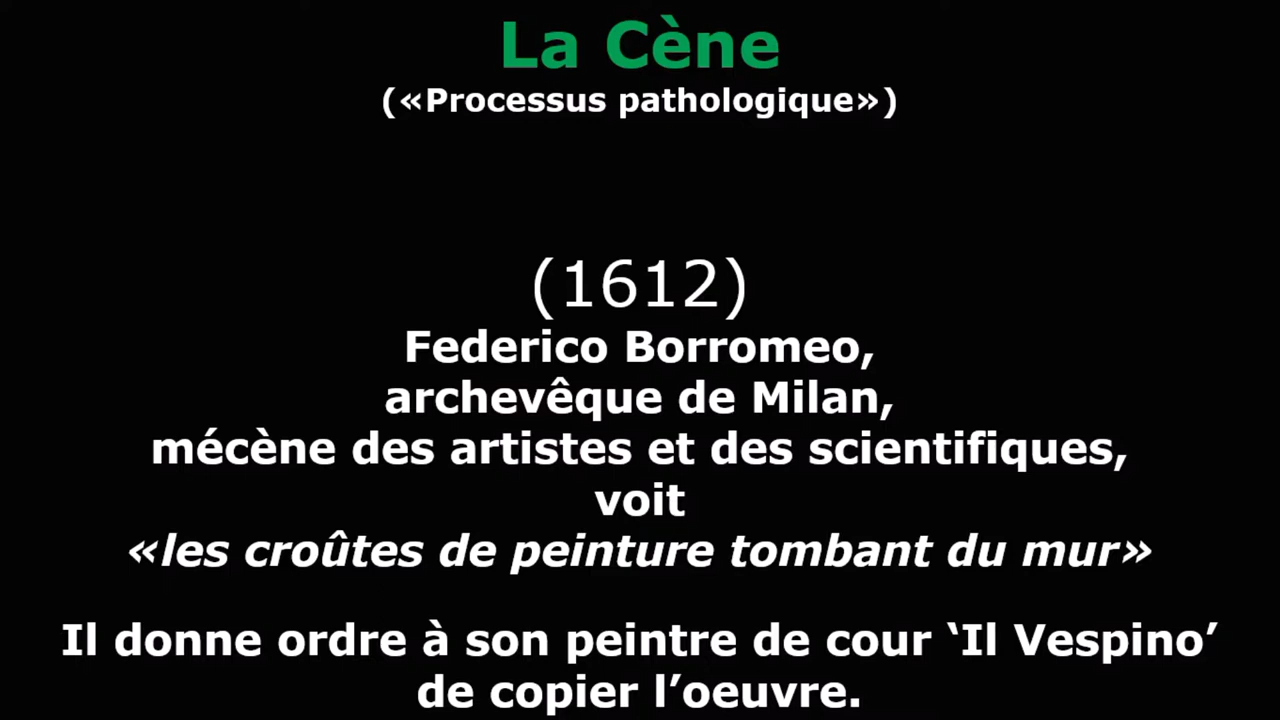 La Cène
(«Processus pathologique»)
(1612)
Federico Borromeo,
archevêque de Milan,
mécène des artistes et des scientifiques,
voit
«les croûtes de peinture tombant du mur»
Il donne ordre à son peintre de cour ‘Il Vespino’
de copier l’oeuvre.